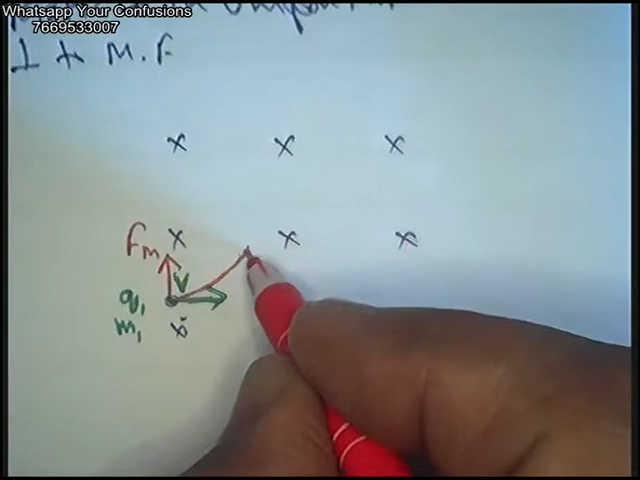 Whatsapp Your Confusions
7669533007
⊥ to M.F
x x x
Fm x x x
v
q1
m1 x